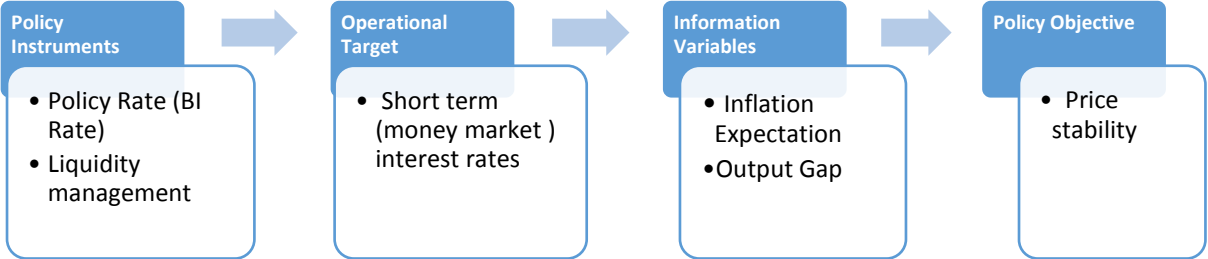 Policy
Instruments
• Policy Rate (BI
Rate)
• Liquidity
management
Operational
Target
• Short term
(money market )
interest rates
Information
Variables
• Inflation
Expectation
•Output Gap
Policy Objective
• Price
stability